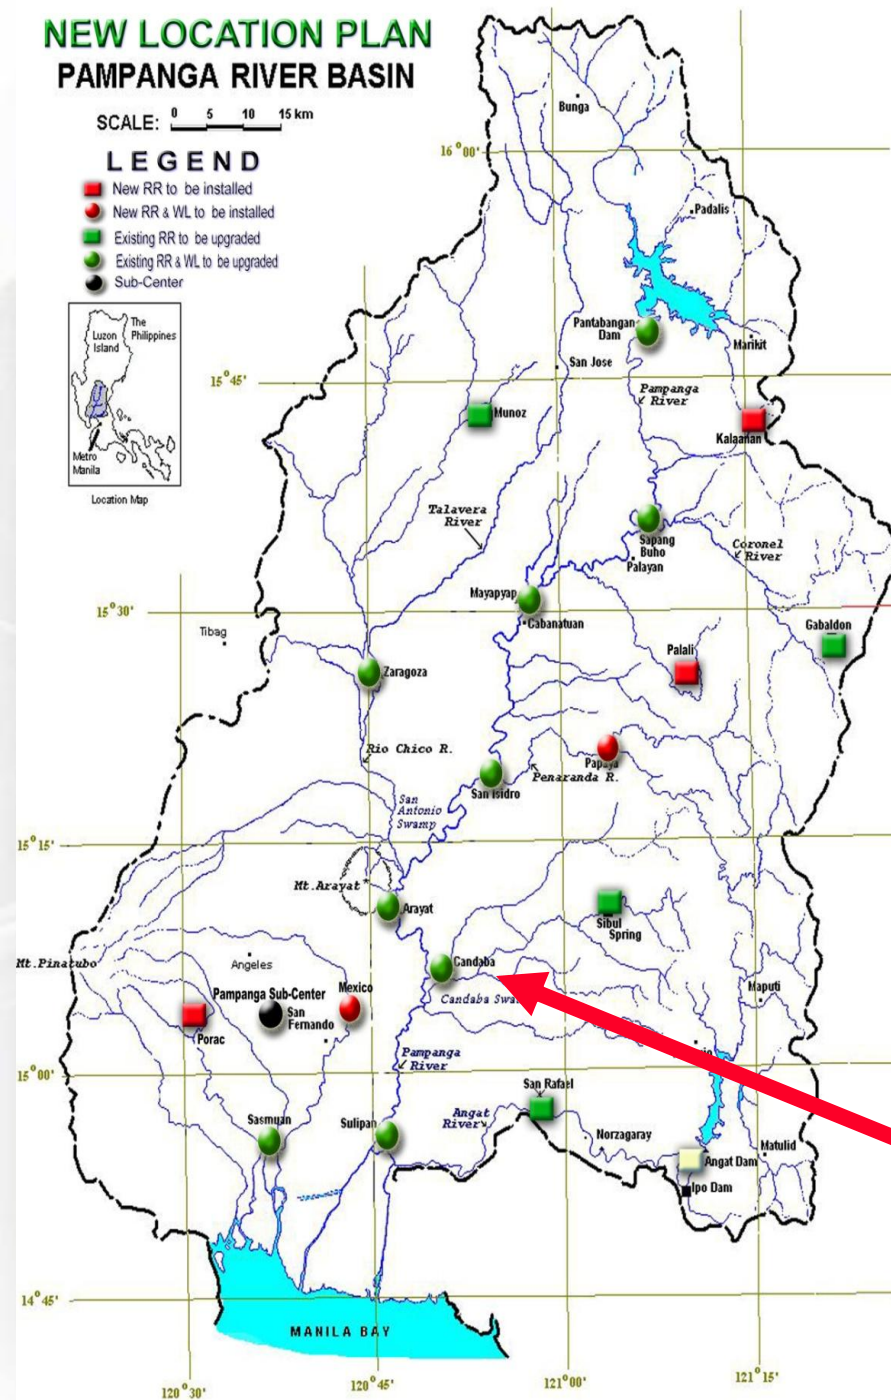 NEW LOCATION PLAN
PAMPANGA RIVER BASIN
SCALE: 0 5 10 15 km
LEGEND
New RR to be installed
New RR & WL to be installed
Existing RR to be upgraded
Existing RR & WL to be upgraded
Sub-Center
Luzon
Island
The
Philippines
Metro
Manila
Location Map
Bunga
16°00'
Padalis
Pantabangan
Dam
Marikit
San Jose
15°45'
Pampanga
River
Munoz
Kalaanan
Talavera
River
Sapang
Buho
Palayan
Coronel
River
Mayapyap
Cabanatuan
15°30'
Tibag
Gabaldon
Palali
Zaragoza
Rio Chico R.
Papaya
Penaranda R.
San Isidro
San
Antonio
Swamp
15°15'
Mt.Arayat
Arayat
Sibul
Spring
Candaba
Mt.Pinatubo
Angeles
Candaba
Maputi
Pampanga Sub-Center
San
Fernando
Mexico
Porac
Pampanga
River
15°00'
San Rafael
Angat
River
Sasmuan
Sulipan
Norzagaray
Angat Dam
Matulid
Ipo Dam
14°45'
MANILA BAY
120°30'
120°45'
121°00'
121°15'